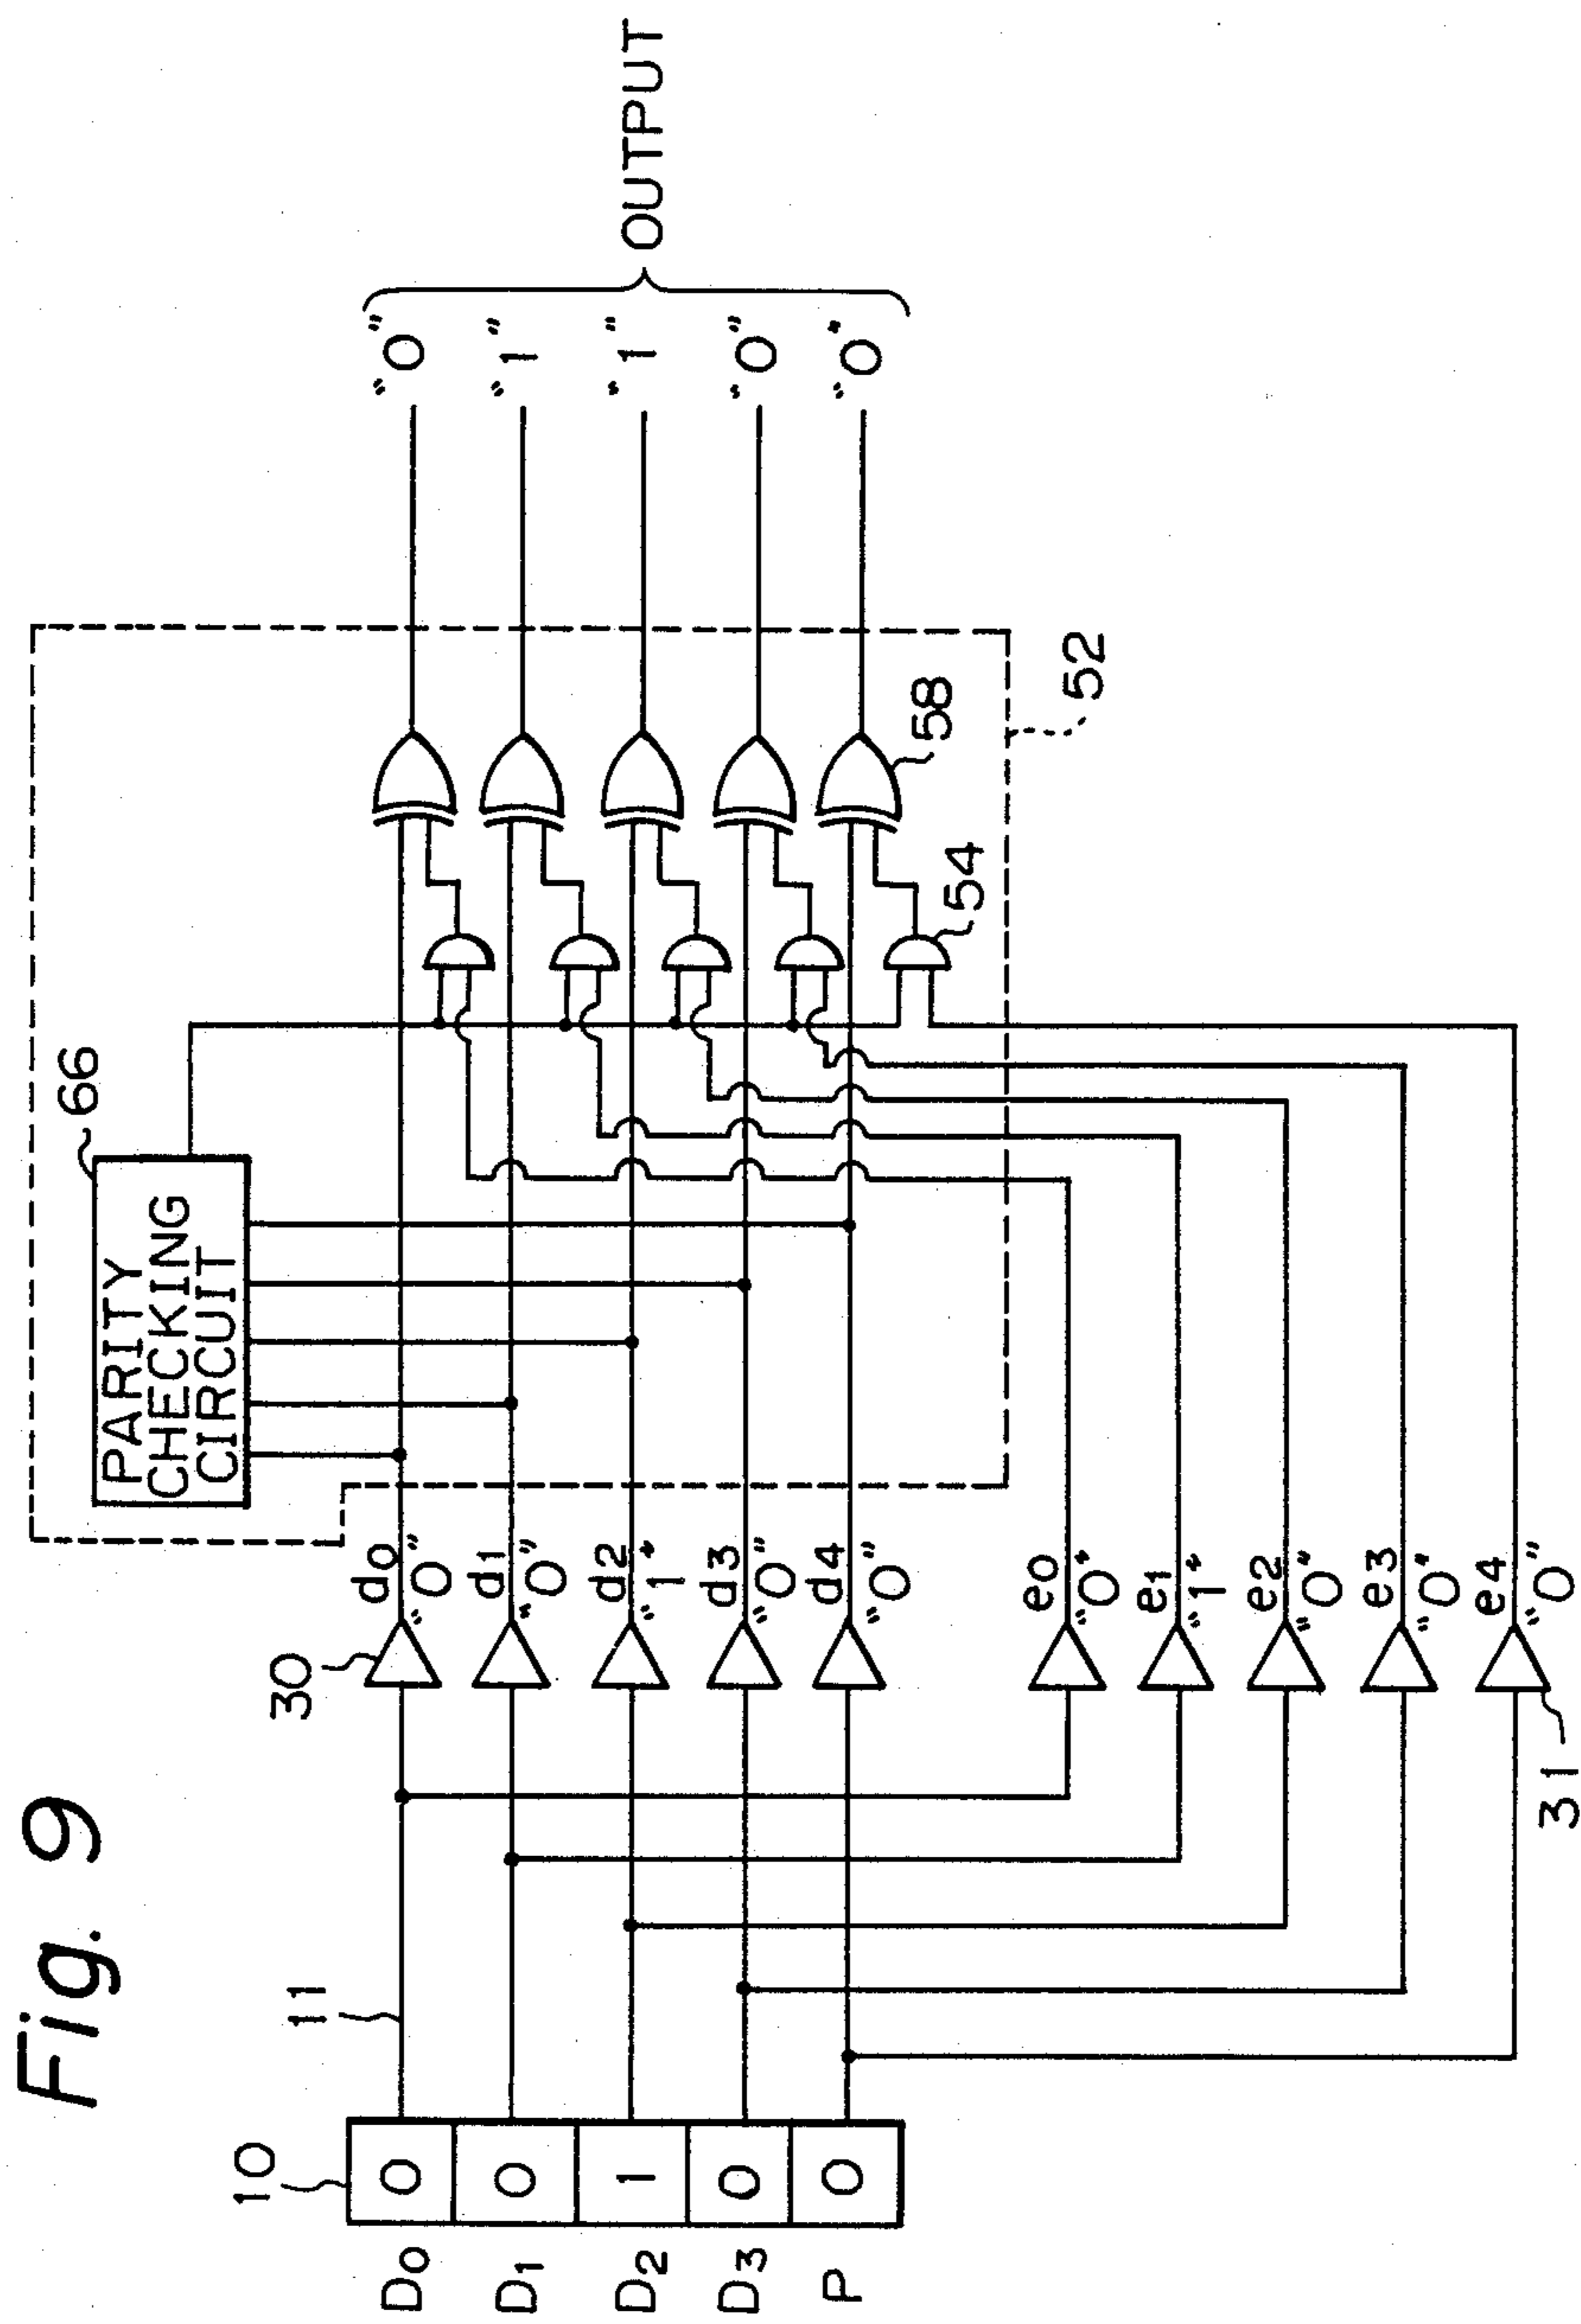 Fig. 9
66
PARITY
CHECKING
CIRCUIT
10
11
30
D0 0
D1 0
D2 1
D3 0
P 0
d0
"0"
d1
"0"
d2
"1"
d3
"0"
d4
"0"
e0
"0"
e1
"1"
e2
"0"
e3
"0"
e4
"0"
31
54
58
52
"0"
"1"
"1"
"0"
"0"
OUTPUT